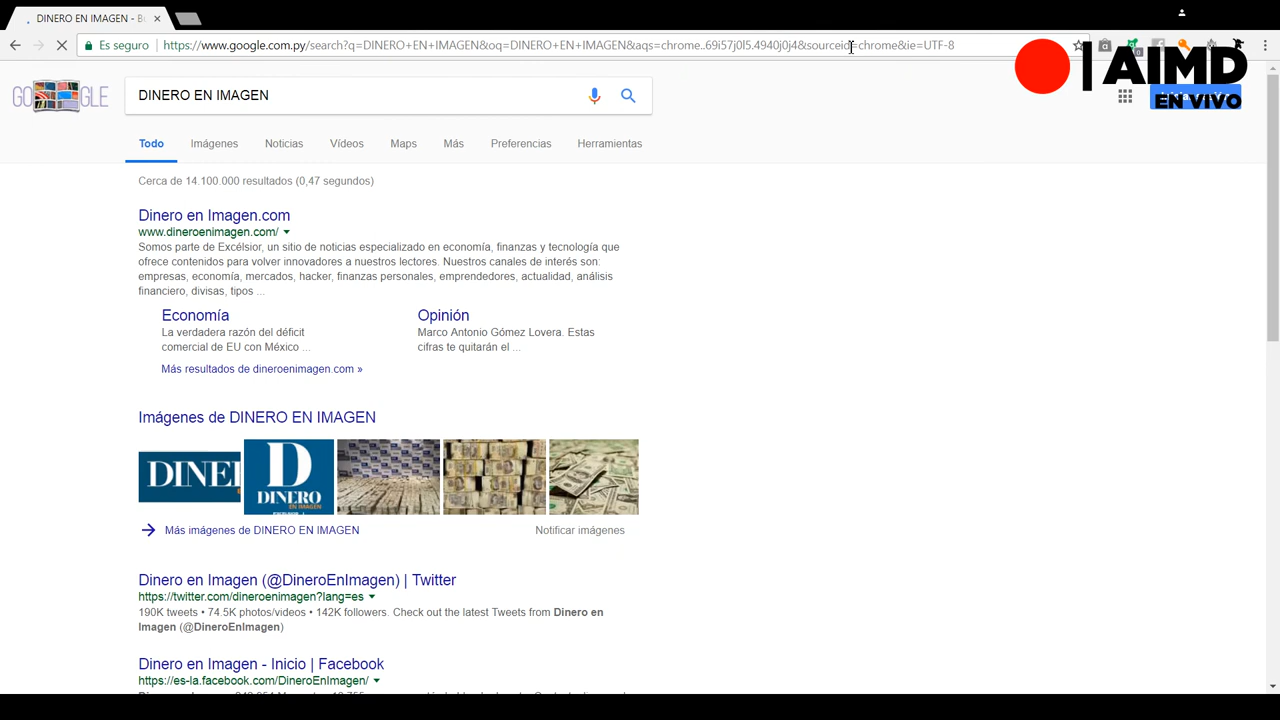 DINERO EN IMAGEN - B
Es seguro
https://www.google.com.py/search?q=DINERO+EN+IMAGEN&oq=DINERO+EN+IMAGEN&aqs=chrome..69i57j0l5.4940j0j4&sourceid=chrome&ie=UTF-8
AIMD
EN VIVO
GOOGLE
DINERO EN IMAGEN
Todo Imágenes Noticias Vídeos Maps Más Preferencias Herramientas
Cerca de 14.100.000 resultados (0,47 segundos)
Dinero en Imagen.com
www.dineroenimagen.com/
Somos parte de Excélsior, un sitio de noticias especializado en economía, finanzas y tecnología que
ofrece contenidos para volver innovadores a nuestros lectores. Nuestros canales de interés son:
empresas, economía, mercados, hacker, finanzas personales, emprendedores, actualidad, análisis
financiero, divisas, tipos ...
Economía
La verdadera razón del déficit
comercial de EU con México ...
Opinión
Marco Antonio Gómez Lovera. Estas
cifras te quitarán el ...
Más resultados de dineroenimagen.com »
Imágenes de DINERO EN IMAGEN
DINE
D
DINERO
EN IMAGEN
Más imágenes de DINERO EN IMAGEN
Notificar imágenes
Dinero en Imagen (@DineroEnImagen) | Twitter
https://twitter.com/dineroenimagen?lang=es
190K tweets • 74.5K photos/videos • 142K followers. Check out the latest Tweets from Dinero en
Imagen (@DineroEnImagen)
Dinero en Imagen - Inicio | Facebook
https://es-la.facebook.com/DineroEnImagen/